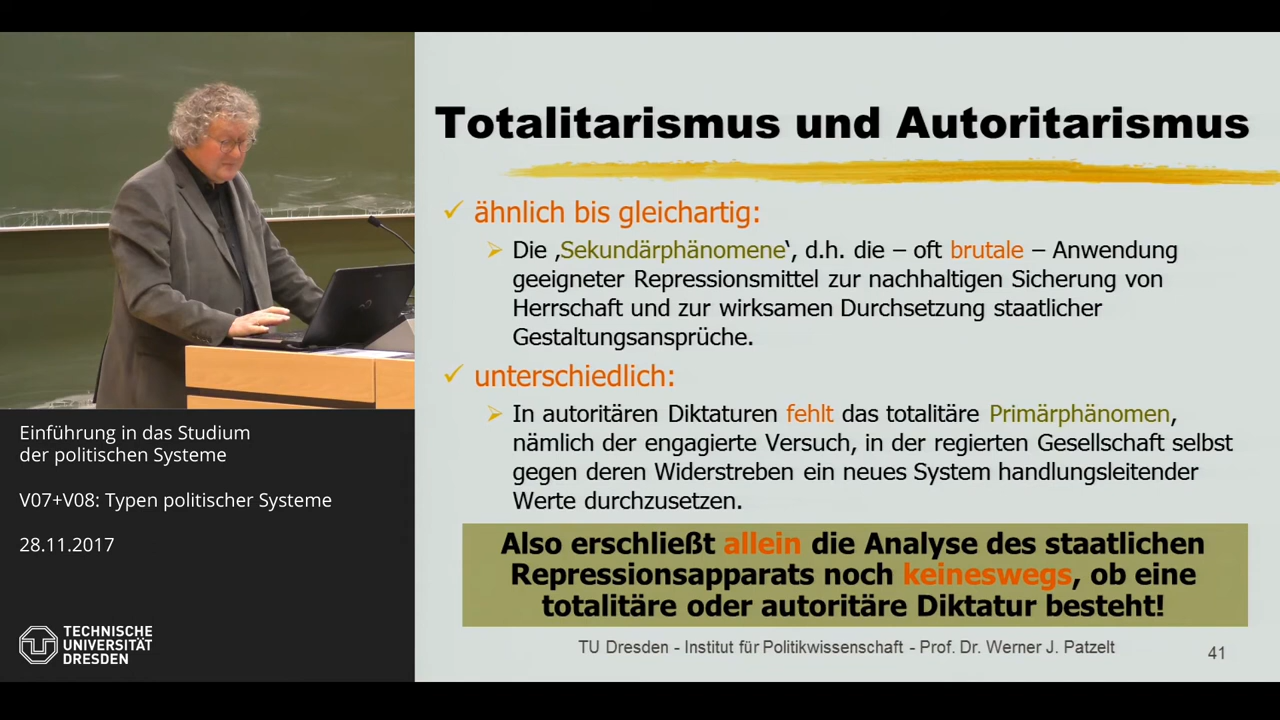 Totalitarismus und Autoritarismus
ähnlich bis gleichartig:
Die ‚Sekundärphänomene‘, d.h. die – oft brutale – Anwendung
geeigneter Repressionsmittel zur nachhaltigen Sicherung von
Herrschaft und zur wirksamen Durchsetzung staatlicher
Gestaltungsansprüche.
unterschiedlich:
In autoritären Diktaturen fehlt das totalitäre Primärphänomen,
nämlich der engagierte Versuch, in der regierten Gesellschaft selbst
gegen deren Widerstreben ein neues System handlungsleitender
Werte durchzusetzen.
Also erschließt allein die Analyse des staatlichen
Repressionsapparats noch keineswegs, ob eine
totalitäre oder autoritäre Diktatur besteht!
TU Dresden - Institut für Politikwissenschaft - Prof. Dr. Werner J. Patzelt
41
Einführung in das Studium
der politischen Systeme
V07+V08: Typen politischer Systeme
28.11.2017
TECHNISCHE
UNIVERSITÄT
DRESDEN